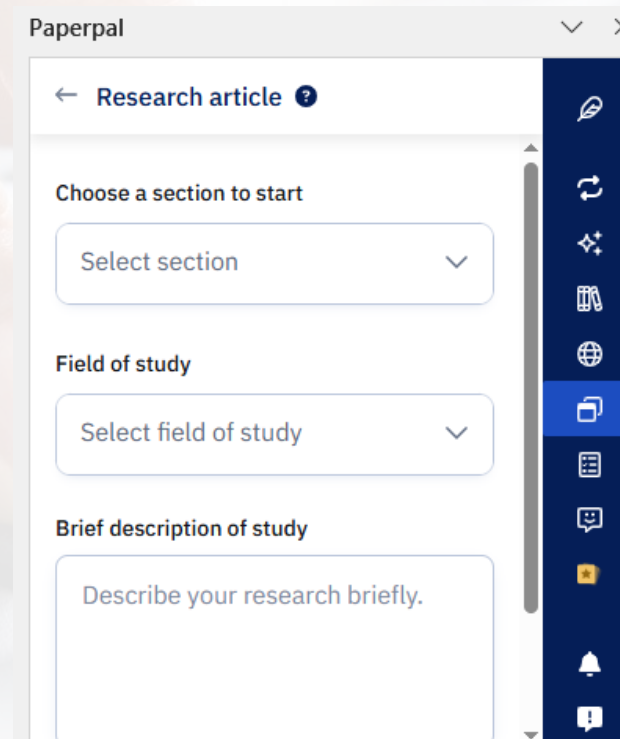 Paperpal
Research article
Choose a section to start
Select section
Field of study
Select field of study
Brief description of study
Describe your research briefly.